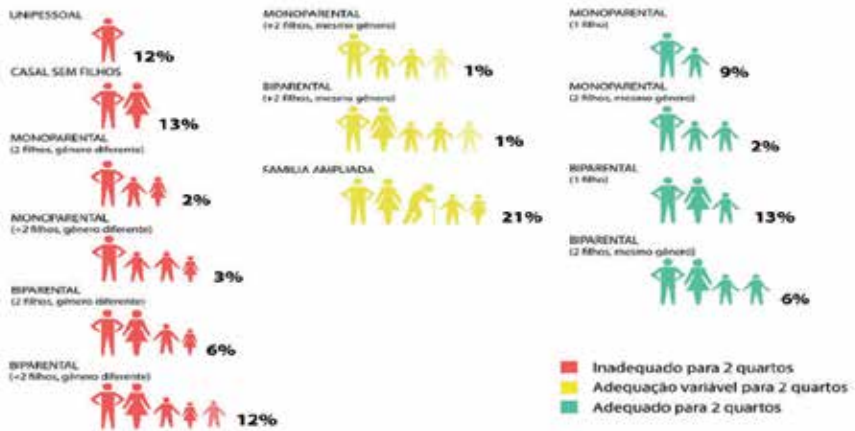 UNIPESSOAL
12%
CASAL SEM FILHOS
13%
MONOPARENTAL
(2 filhos, gênero diferente)
2%
MONOPARENTAL
(+2 filhos, gênero diferente)
3%
BIPARENTAL
(2 filhos, gênero diferente)
6%
BIPARENTAL
(+2 filhos, gênero diferente)
12%
MONOPARENTAL
(+2 filhos, mesmo gênero)
1%
BIPARENTAL
(+2 filhos, mesmo gênero)
1%
FAMILIA AMPLIADA
21%
MONOPARENTAL
(1 filho)
9%
MONOPARENTAL
(2 filhos, mesmo gênero)
2%
BIPARENTAL
(1 filho)
13%
BIPARENTAL
(2 filhos, mesmo gênero)
6%
Inadequado para 2 quartos
Adequação variável para 2 quartos
Adequado para 2 quartos